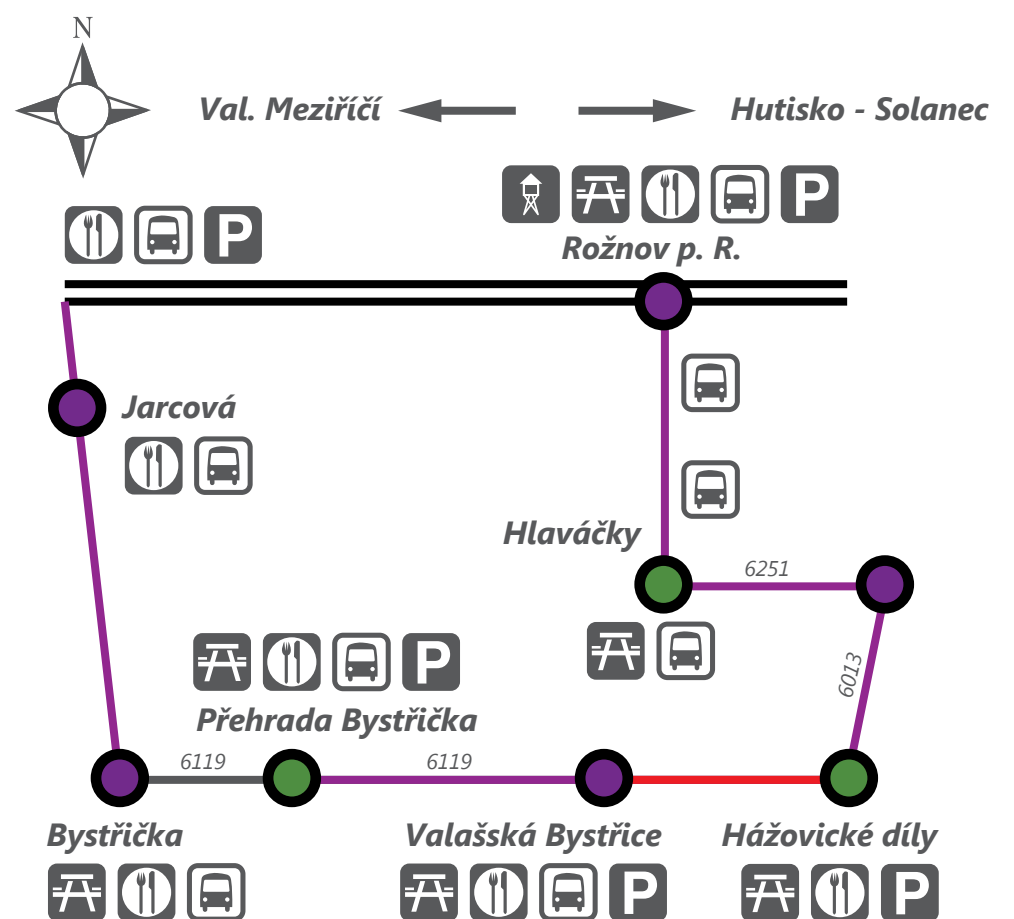 N
Val. Meziříčí
Hutisko - Solanec
P
P
Rožnov p. R.
Jarcová
Hlaváčky
6251
P
6013
Přehrada Bystřička
6119
6119
Bystřička
Valašská Bystřice
Hážovické díly
P
P